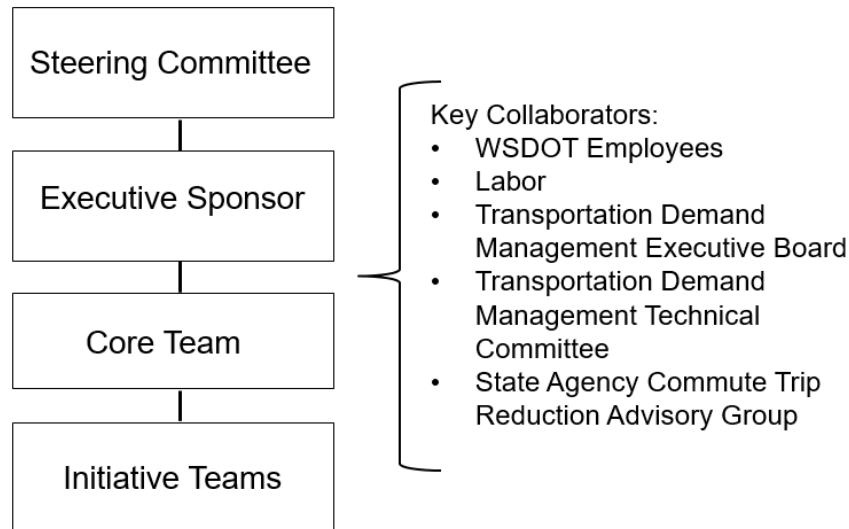 Steering Committee
Executive Sponsor
Core Team
Initiative Teams
Key Collaborators:
• WSDOT Employees
• Labor
• Transportation Demand
Management Executive Board
• Transportation Demand
Management Technical
Committee
• State Agency Commute Trip
Reduction Advisory Group